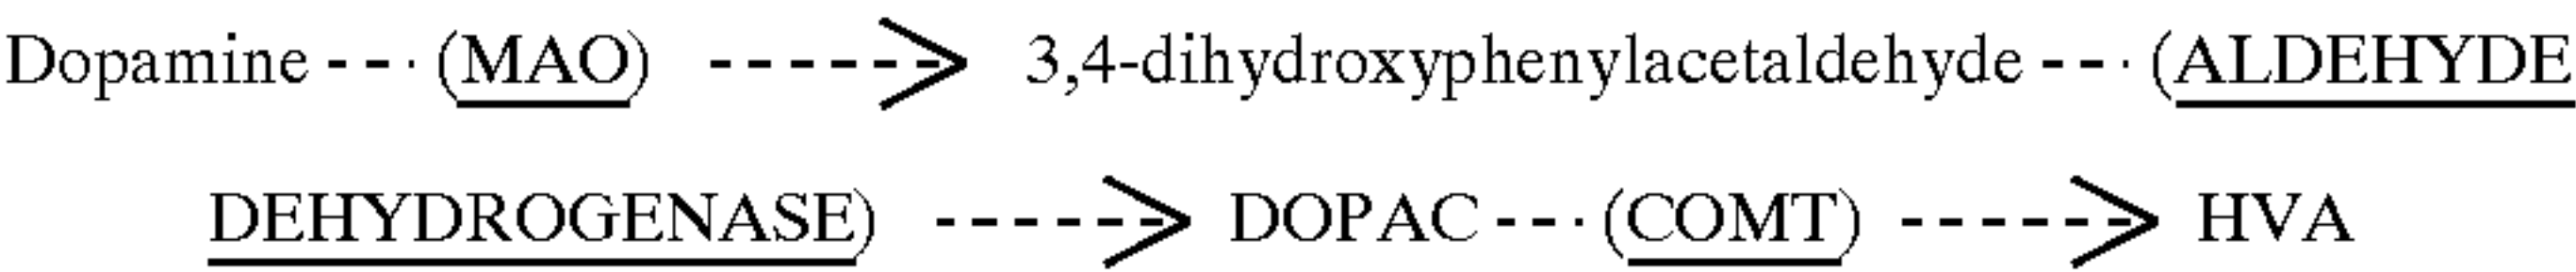 Dopamine --- (MAO) ------> 3,4-dihydroxyphenylacetaldehyde --- (ALDEHYDE
DEHYDROGENASE) ------> DOPAC --- (COMT) ------> HVA